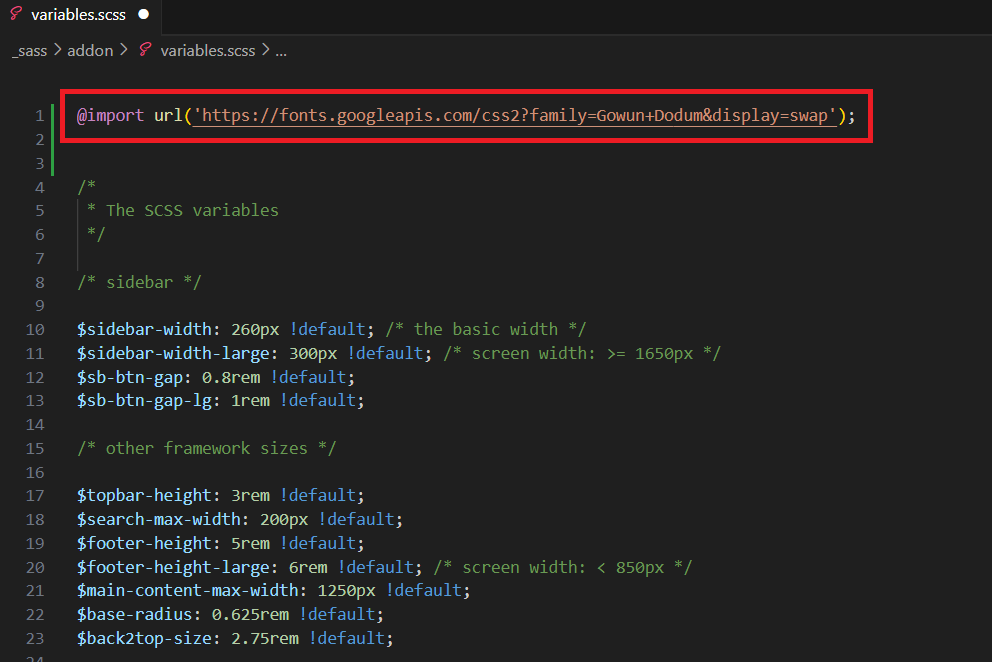 variables.scss
_sass > addon > variables.scss > ...
1 @import url('https://fonts.googleapis.com/css2?family=Gowun+Dodum&display=swap');
2
3
4 /*
5  * The SCSS variables
6  */
7
8 /* sidebar */
9
10 $sidebar-width: 260px !default; /* the basic width */
11 $sidebar-width-large: 300px !default; /* screen width: >= 1650px */
12 $sb-btn-gap: 0.8rem !default;
13 $sb-btn-gap-lg: 1rem !default;
14
15 /* other framework sizes */
16
17 $topbar-height: 3rem !default;
18 $search-max-width: 200px !default;
19 $footer-height: 5rem !default;
20 $footer-height-large: 6rem !default; /* screen width: < 850px */
21 $main-content-max-width: 1250px !default;
22 $base-radius: 0.625rem !default;
23 $back2top-size: 2.75rem !default;
24